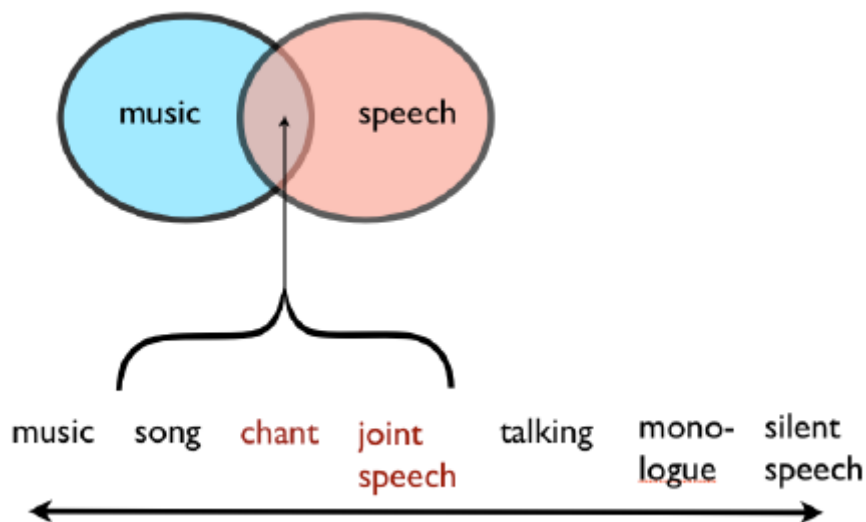 music speech
music song chant joint speech talking mono-logue silent speech